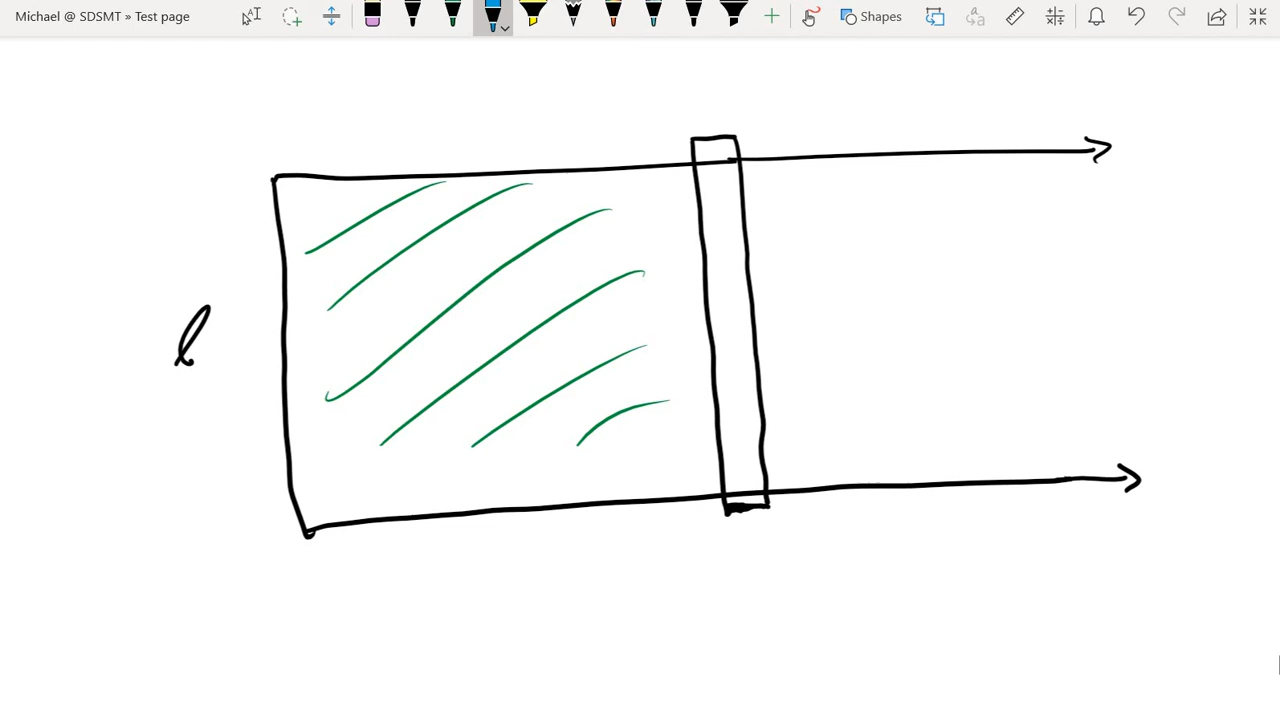 Michael @ SDSMT » Test page
Shapes
ℓ